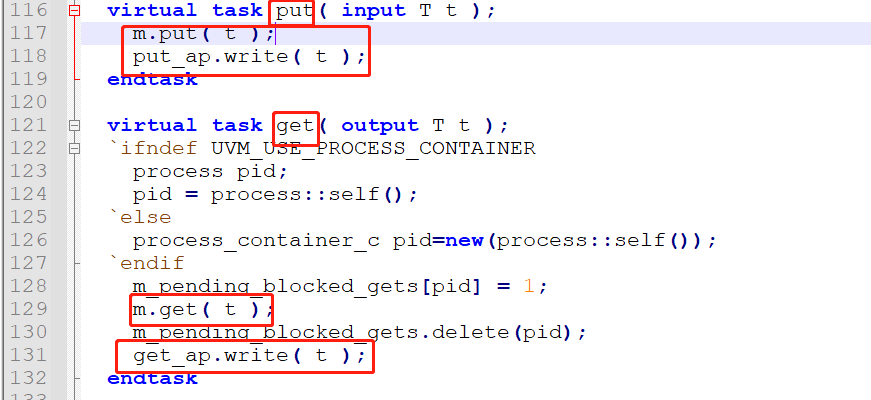 116 virtual task put( input T t );
117 m.put( t );
118 put_ap.write( t );
119 endtask
120
121 virtual task get( output T t );
122 `ifndef UVM_USE_PROCESS_CONTAINER
123 process pid;
124 pid = process::self();
125 `else
126 process_container_c pid=new(process::self());
127 `endif
128 m_pending_blocked_gets[pid] = 1;
129 m.get( t );
130 m_pending_blocked_gets.delete(pid);
131 get_ap.write( t );
132 endtask